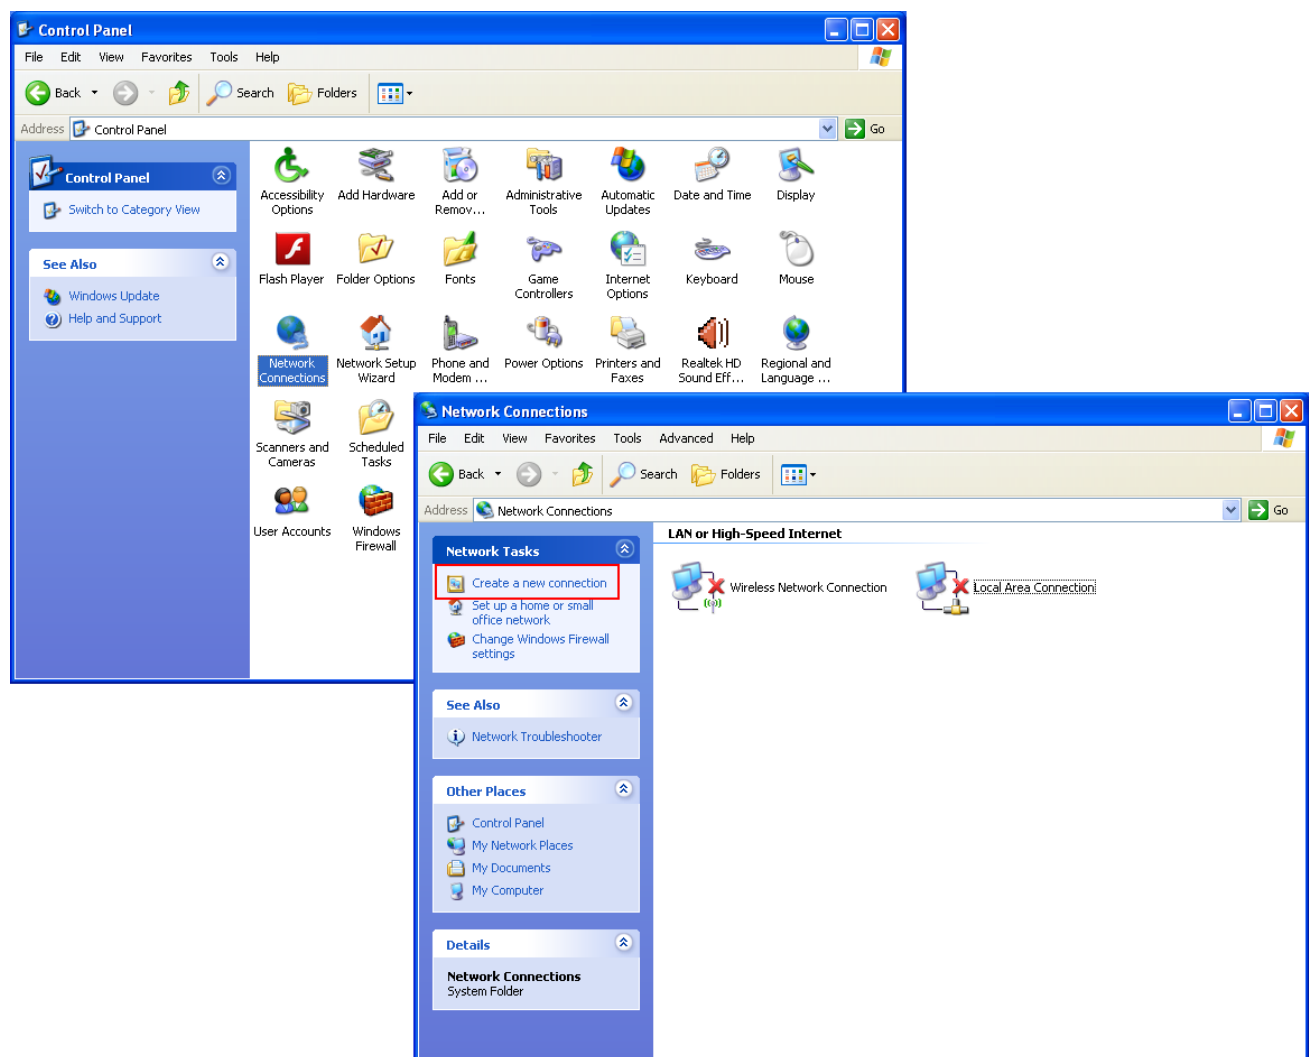 Control Panel
File Edit View Favorites Tools Help
Back Search Folders
Address Control Panel Go
Control Panel
Switch to Category View
See Also
Windows Update
Help and Support
Accessibility Options
Add Hardware
Add or Remov...
Administrative Tools
Automatic Updates
Date and Time
Display
Flash Player
Folder Options
Fonts
Game Controllers
Internet Options
Keyboard
Mouse
Network Connections
Network Setup Wizard
Phone and Modem ...
Power Options
Printers and Faxes
Realtek HD Sound Eff...
Regional and Language ...
Scanners and Cameras
Scheduled Tasks
User Accounts
Windows Firewall
Network Connections
File Edit View Favorites Tools Advanced Help
Back Search Folders
Address Network Connections Go
Network Tasks
Create a new connection
Set up a home or small
office network
Change Windows Firewall
settings
See Also
Network Troubleshooter
Other Places
Control Panel
My Network Places
My Documents
My Computer
Details
Network Connections
System Folder
LAN or High-Speed Internet
Wireless Network Connection
Local Area Connection